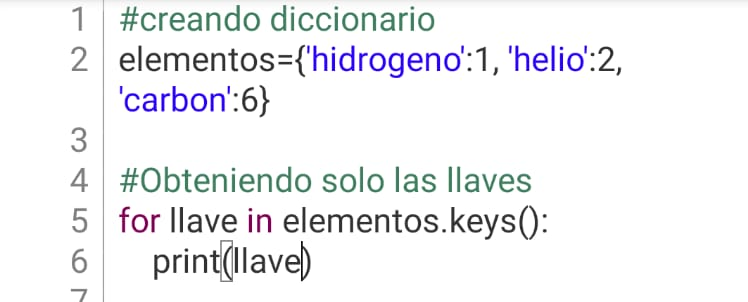 1 #creando diccionario
2 elementos={'hidrogeno':1, 'helio':2,
'carbon':6}
3
4 #Obteniendo solo las llaves
5 for llave in elementos.keys():
6 print(llave)
7